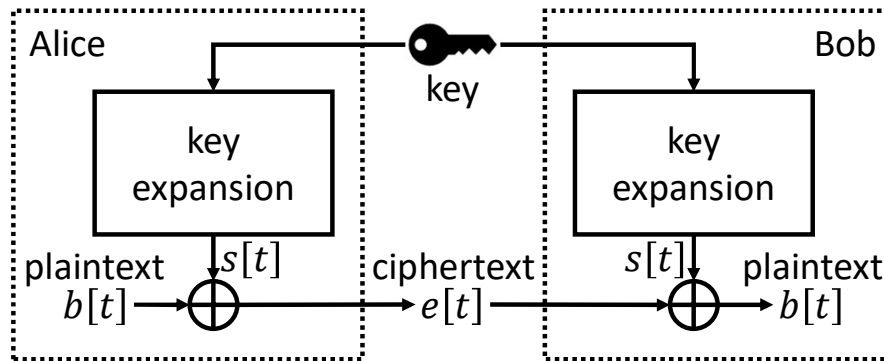 Alice
Bob
key
key
expansion
key
expansion
plaintext
s[t]
ciphertext
s[t]
plaintext
b[t]
e[t]
b[t]